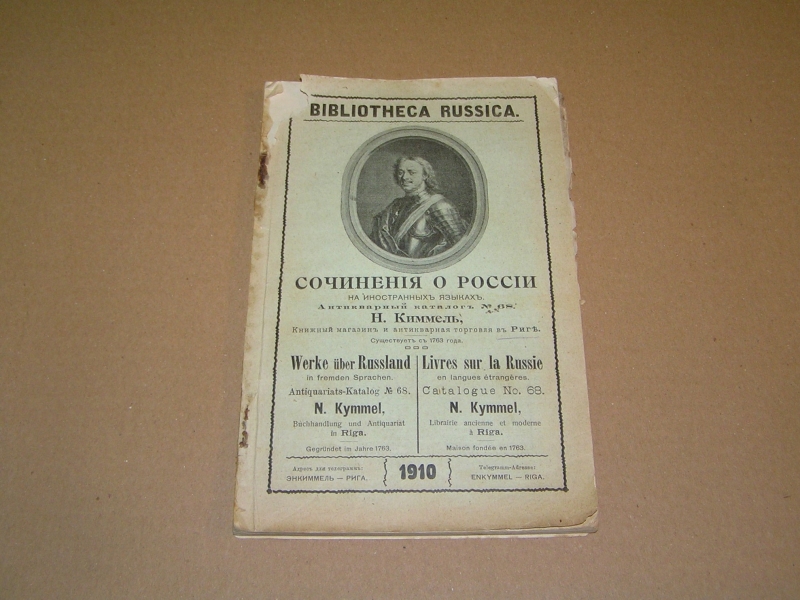 BIBLIOTHECA RUSSICA.
СОЧИНЕНІЯ О РОССІИ
НА ИНОСТРАННЫХЪ ЯЗЫКАХЪ.
Антикварный каталогъ № 68.
Н. Киммель,
Книжный магазинъ и антикварная торговля въ Ригѣ.
Существуетъ съ 1763 года.
Werke über Russland
in fremden Sprachen.
Antiquariats-Katalog № 68.
N. Kymmel,
Buchhandlung und Antiquariat
in Riga.
Gegründet im Jahre 1763.
Livres sur la Russie
en langues étrangères.
Catalogue No. 68.
N. Kymmel,
Librairie ancienne et moderne
à Riga.
Maison fondée en 1763.
Адресъ для телеграммъ:
ЭНКИММЕЛЬ — РИГА.
1910
Telegramm-Adresse:
ENKYMMEL — RIGA.